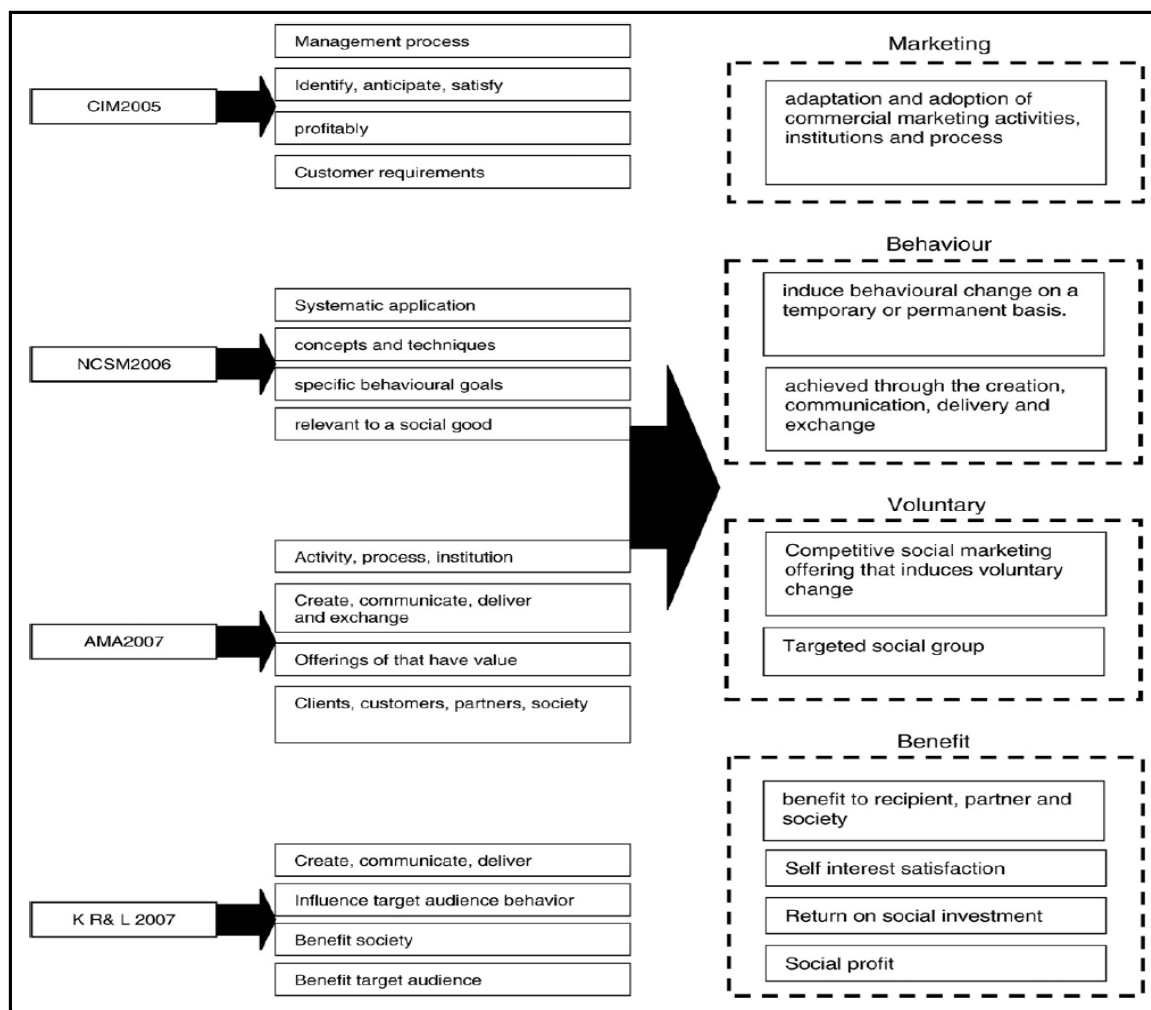 CIM2005
Management process
Identify, anticipate, satisfy
profitably
Customer requirements
NCSM2006
Systematic application
concepts and techniques
specific behavioural goals
relevant to a social good
AMA2007
Activity, process, institution
Create, communicate, deliver
and exchange
Offerings of that have value
Clients, customers, partners, society
K R& L 2007
Create, communicate, deliver
Influence target audience behavior
Benefit society
Benefit target audience
Marketing
adaptation and adoption of
commercial marketing activities,
institutions and process
Behaviour
induce behavioural change on a
temporary or permanent basis.
achieved through the creation,
communication, delivery and
exchange
Voluntary
Competitive social marketing
offering that induces voluntary
change
Targeted social group
Benefit
benefit to recipient, partner and
society
Self interest satisfaction
Return on social investment
Social profit